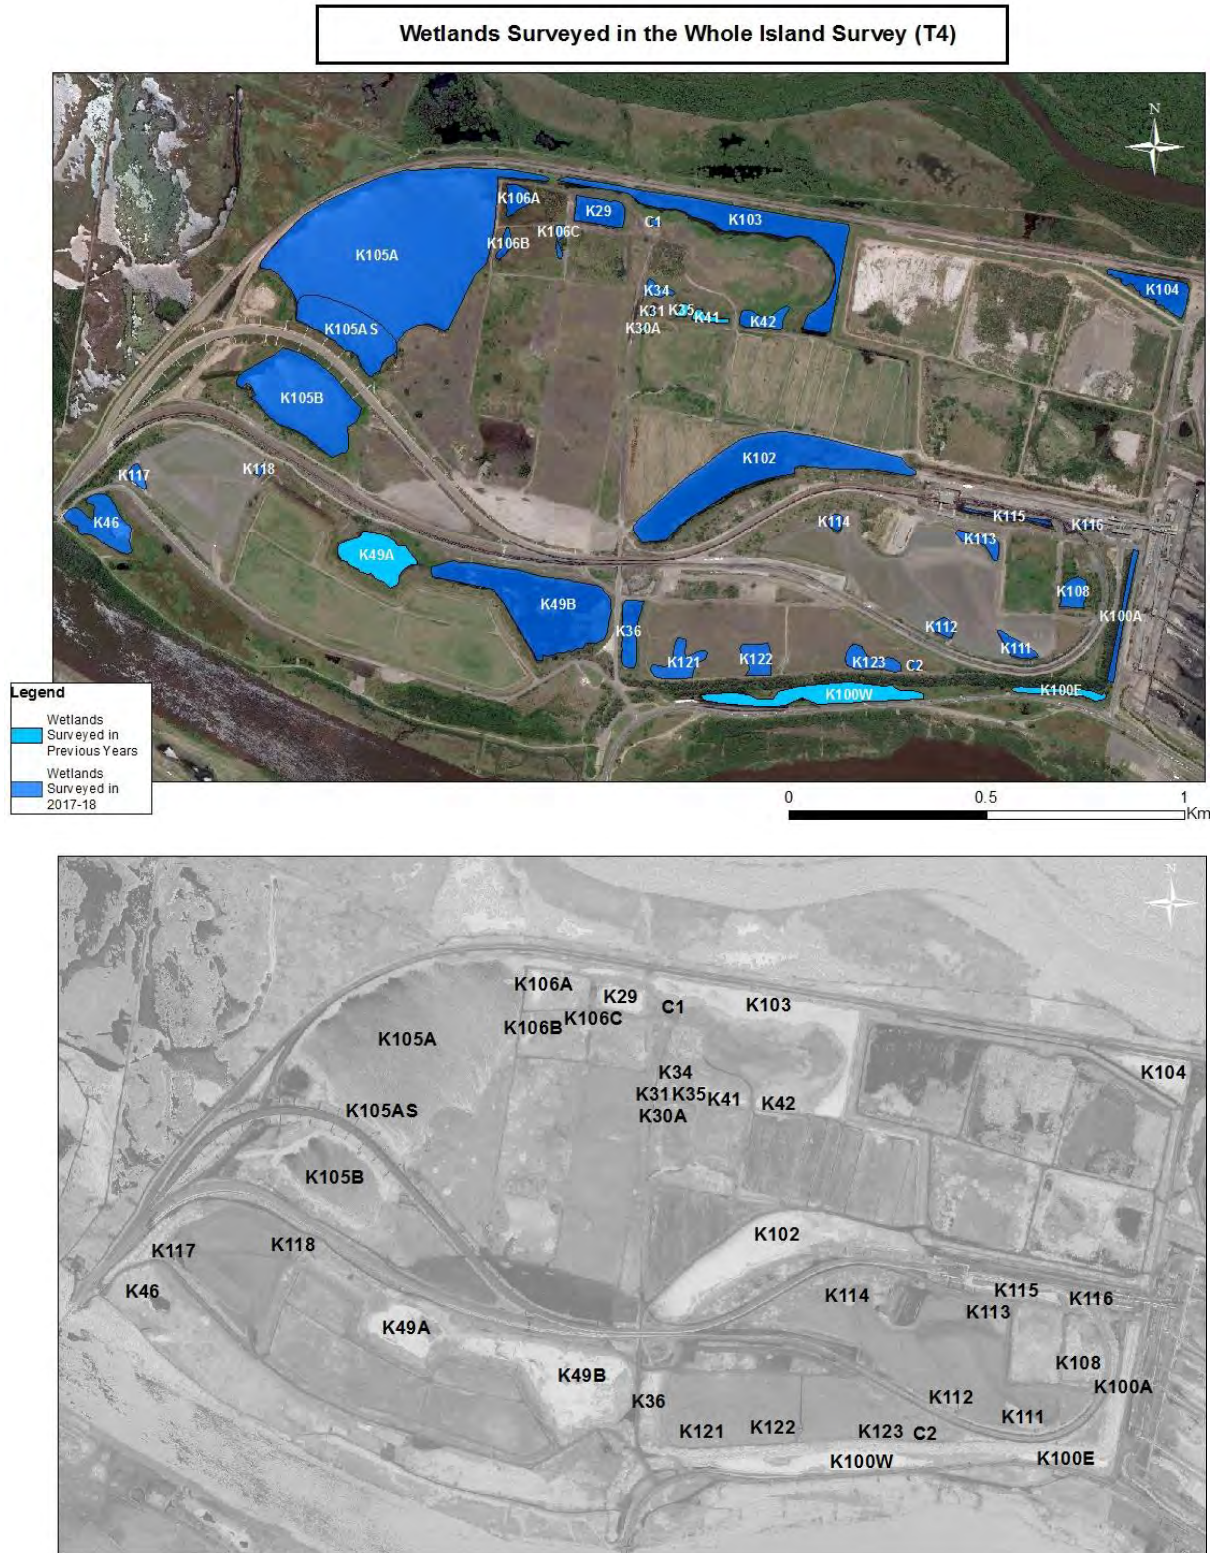 Wetlands Surveyed in the Whole Island Survey (T4)
N
K106A
K29
C1
K103
K106B
K106C
K105A
K34
K104
K31
K35
K41
K42
K30A
K105AS
K105B
K102
K117
K118
K46
K114
K115
K116
K113
K49A
K49B
K108
K100A
K36
K112
K111
K121
K122
K123
C2
K100W
K100E
Legend
Wetlands
Surveyed in
Previous Years
Wetlands
Surveyed in
2017-18
0
0.5
1
Km
N
K106A
K29
C1
K103
K106B
K106C
K105A
K34
K104
K31
K35
K41
K42
K30A
K105AS
K105B
K102
K117
K118
K46
K114
K115
K116
K113
K49A
K49B
K108
K100A
K36
K112
K111
K121
K122
K123
C2
K100W
K100E